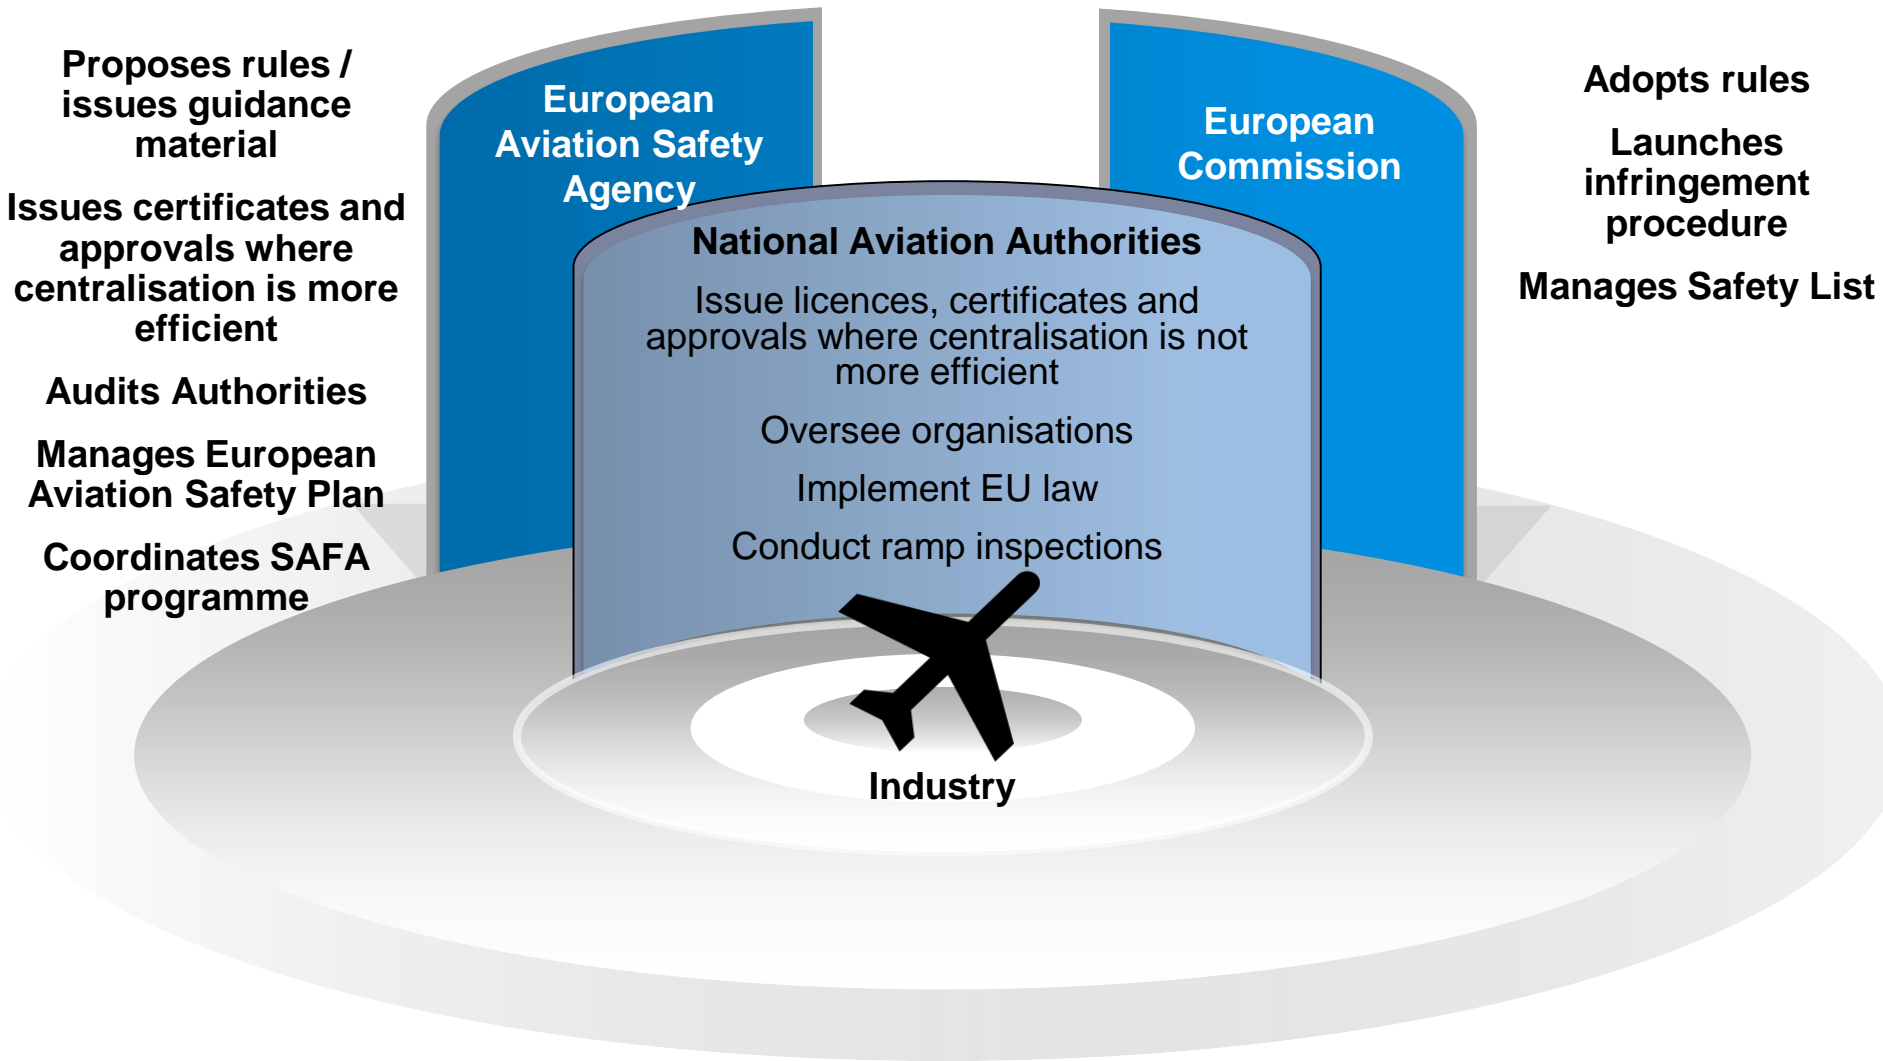 Proposes rules /
issues guidance
material
Issues certificates and
approvals where
centralisation is more
efficient
Audits Authorities
Manages European
Aviation Safety Plan
Coordinates SAFA
programme
European
Aviation Safety
Agency
National Aviation Authorities
Issue licences, certificates and
approvals where centralisation is not
more efficient
Oversee organisations
Implement EU law
Conduct ramp inspections
Industry
European
Commission
Adopts rules
Launches
infringement
procedure
Manages Safety List